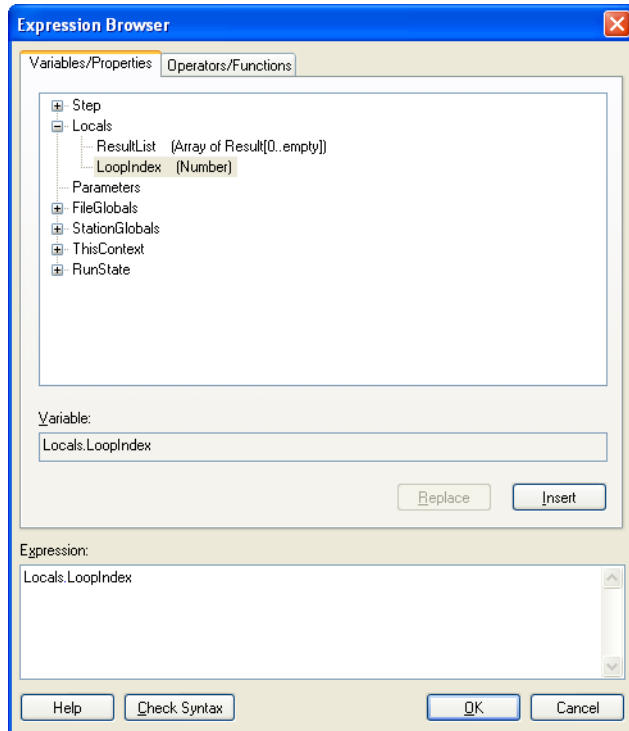 Expression Browser
Variables/Properties Operators/Functions
Step
Locals
ResultList (Array of Result[0..empty])
LoopIndex (Number)
Parameters
FileGlobals
StationGlobals
ThisContext
RunState
Variable:
Locals.LoopIndex
Replace Insert
Expression:
Locals.LoopIndex
Help Check Syntax OK Cancel